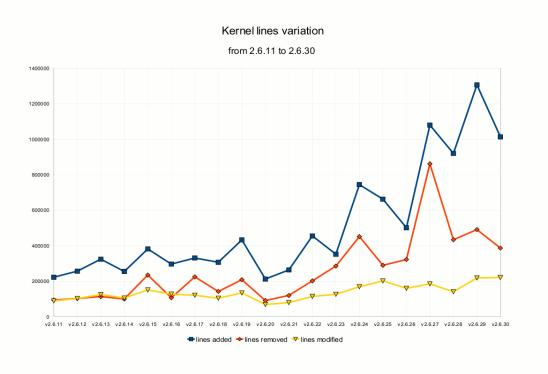 Kernel lines variation
from 2.6.11 to 2.6.30
1400000
1200000
1000000
800000
600000
400000
200000
0
v2.6.11 v2.6.12 v2.6.13 v2.6.14 v2.6.15 v2.6.16 v2.6.17 v2.6.18 v2.6.19 v2.6.20 v2.6.21 v2.6.22 v2.6.23 v2.6.24 v2.6.25 v2.6.26 v2.6.27 v2.6.28 v2.6.29 v2.6.30
lines added lines removed lines modified